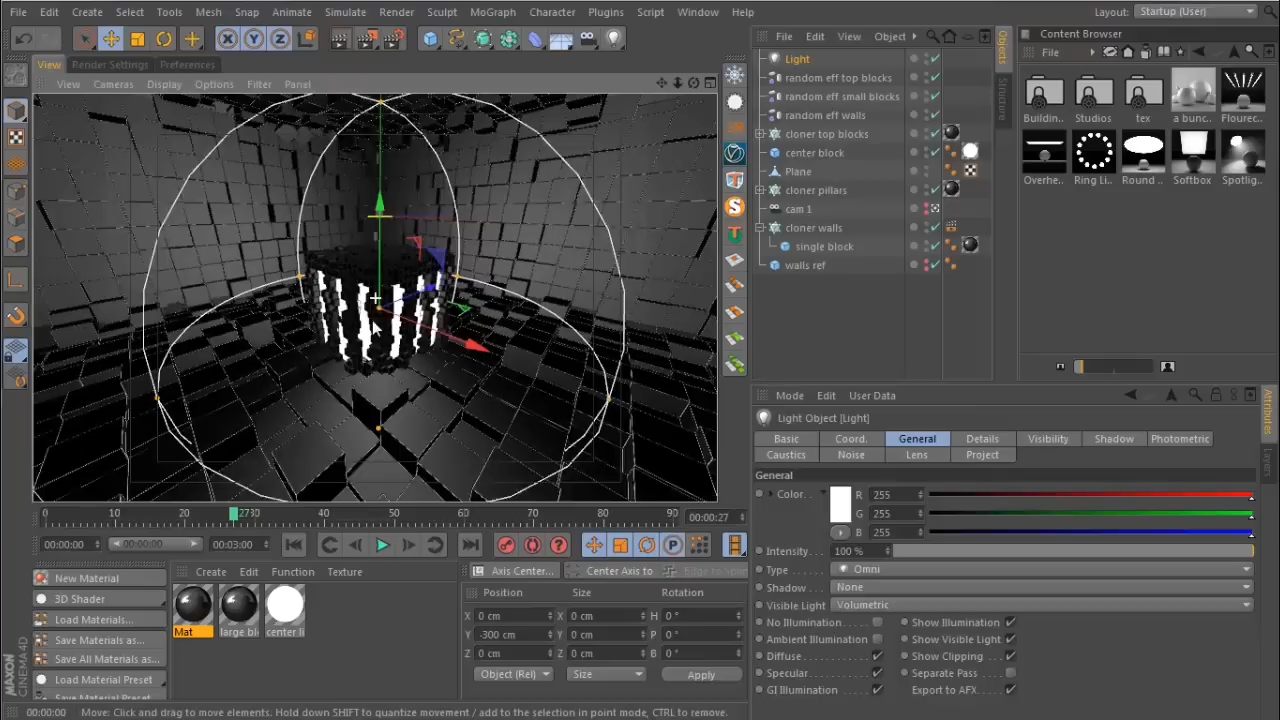 File Edit Create Select Tools Mesh Snap Animate Simulate Render Sculpt MoGraph Character Plugins Script Window Help
Layout: Startup (User)
View Render Settings Preferences
View Cameras Display Options Filter Panel
File Edit View Object
Light
random eff top blocks
random eff small blocks
random eff walls
cloner top blocks
center block
Plane
cloner pillars
cam 1
cloner walls
single block
walls ref
Objects
Structure
Content Browser
File
Buildin.. Studios tex a bunc.. Flourec..
Overhe.. Ring Li.. Round .. Softbox Spotlig..
0 10 20 2730 40 50 60 70 80 90 00:00:27
00:00:00 00:00:00 00:03:00
New Material
3D Shader
Load Materials...
Save Materials as...
Save All Materials as...
Load Material Preset
Save Material Preset
Create Edit Function Texture
Mat large bl center li
Axis Center... Center Axis to
Position Size Rotation
X 0 cm X 0 cm H 0 °
Y -300 cm Y 0 cm P 0 °
Z 0 cm Z 0 cm B 0 °
Object (Rel) Size Apply
Mode Edit User Data
Light Object [Light]
Basic Coord. General Details Visibility Shadow Photometric
Caustics Noise Lens Project
General
Color... R 255
G 255
B 255
Intensity... 100 %
Type... Omni
Shadow... None
Visible Light Volumetric
No Illumination.... Show Illumination
Ambient Illumination Show Visible Light
Diffuse... Show Clipping...
Specular... Separate Pass
GI Illumination Export to AFX...
Attributes
Layers
MAXON CINEMA4D
00:00:00 Move: Click and drag to move elements. Hold down SHIFT to quantize movement / add to the selection in point mode, CTRL to remove.